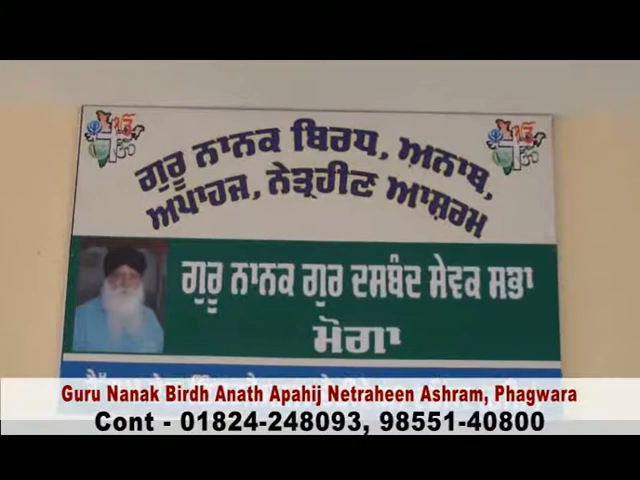 ਗੁਰੂ ਨਾਨਕ ਬਿਰਧ, ਅਨਾਥ,
ਅਪਾਹਜ, ਨੇਤ੍ਰਹੀਣ ਆਸ਼ਰਮ
ਗੁਰੂ ਨਾਨਕ ਗੁਰ ਦਸਬੰਦ ਸੇਵਕ ਸਭਾ
ਮੋਗਾ
Guru Nanak Birdh Anath Apahij Netraheen Ashram, Phagwara
Cont - 01824-248093, 98551-40800